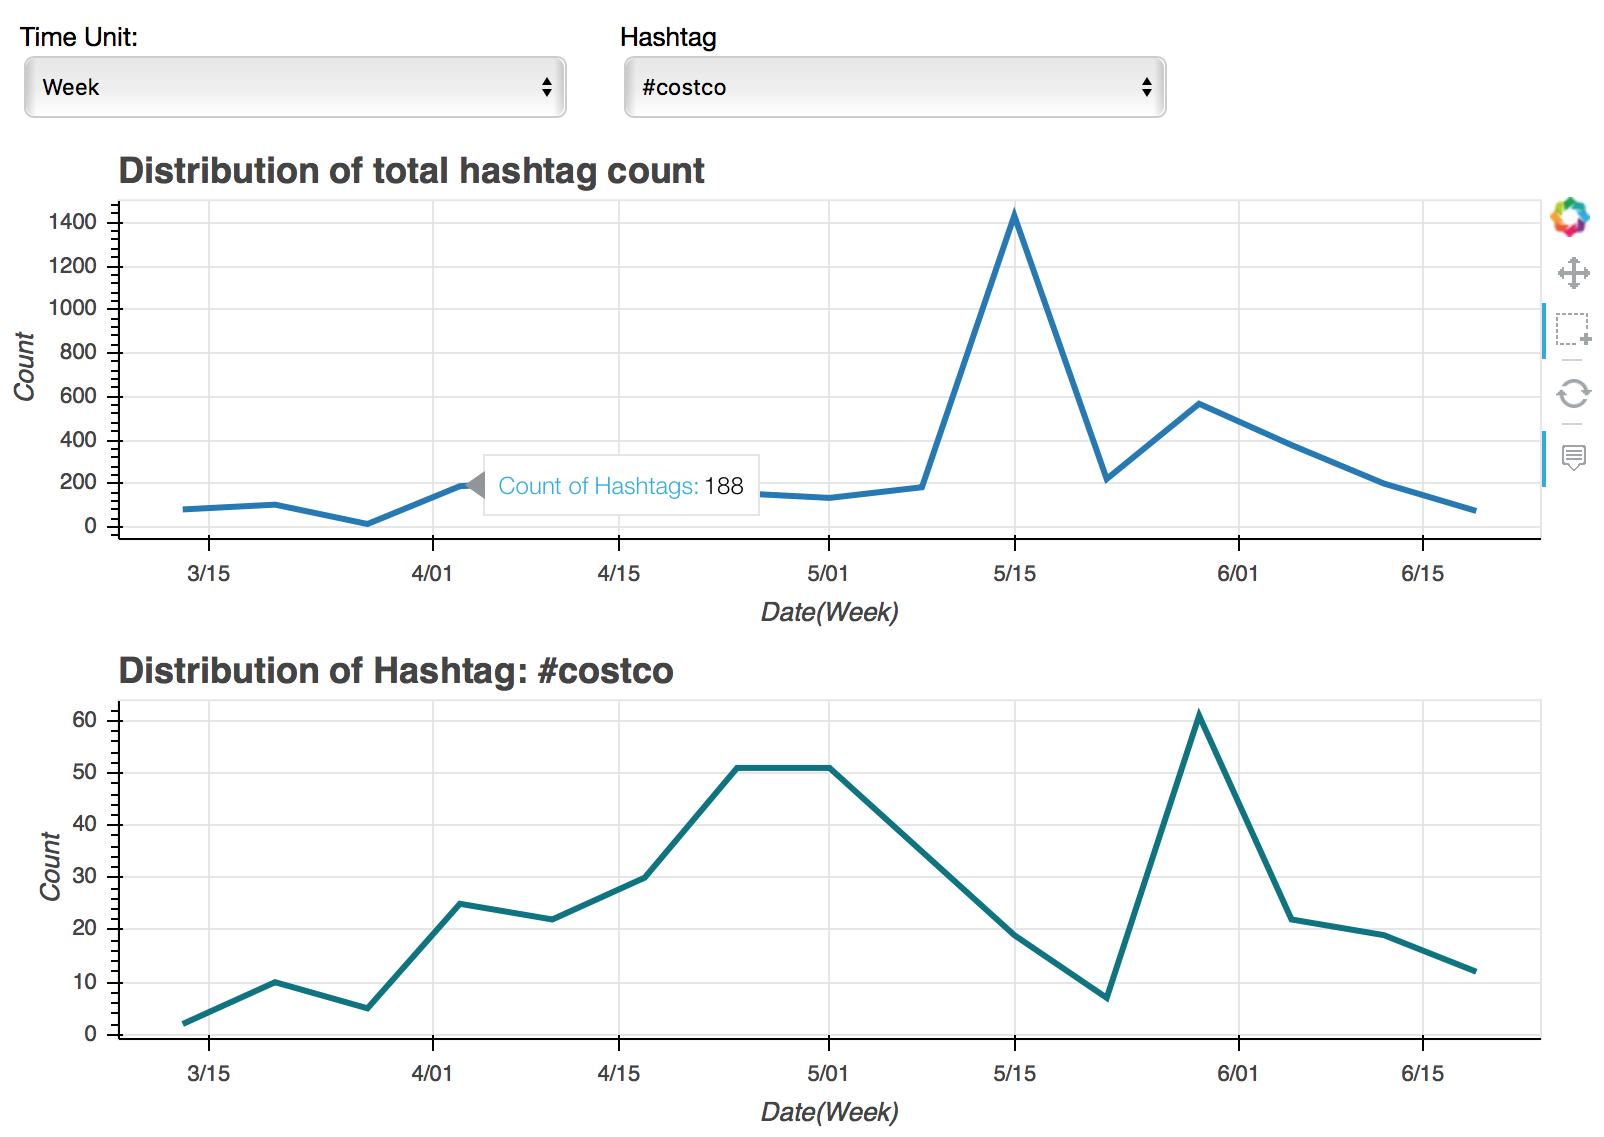 Time Unit: Hashtag
Week #costco
Distribution of total hashtag count
1400
1200
1000
800
600
400
200
0
Count
Count of Hashtags: 188
3/15 4/01 4/15 5/01 5/15 6/01 6/15
Date(Week)
Distribution of Hashtag: #costco
60
50
40
30
20
10
0
Count
3/15 4/01 4/15 5/01 5/15 6/01 6/15
Date(Week)